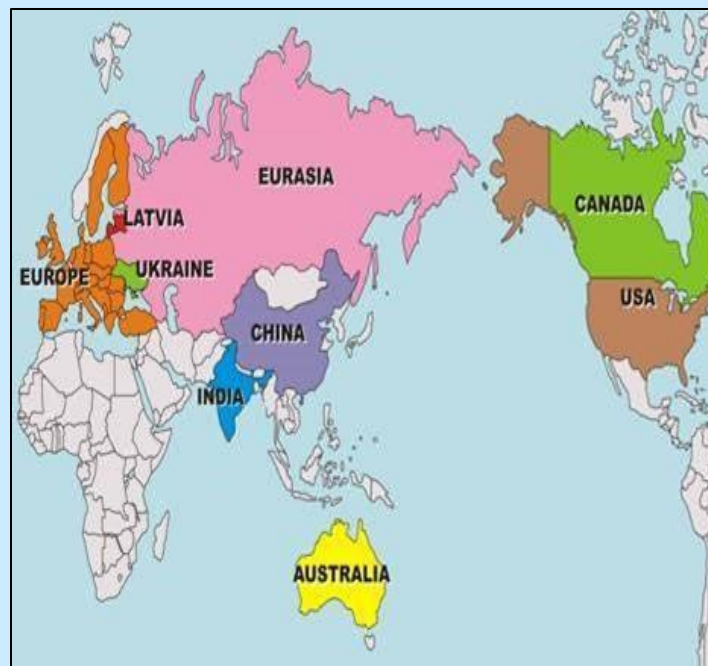 EURASIA
LATVIA
CANADA
EUROPE
UKRAINE
USA
CHINA
INDIA
AUSTRALIA